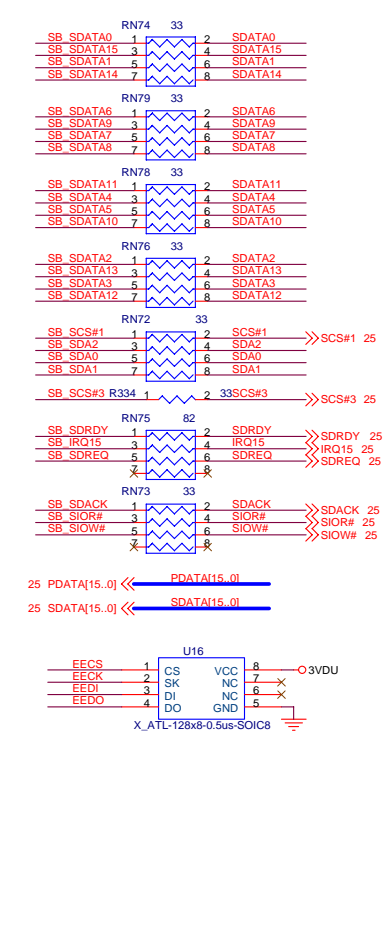 RN74 33
SB_SDATA0 1 2 SDATA0
SB_SDATA15 3 4 SDATA15
SB_SDATA1 5 6 SDATA1
SB_SDATA14 7 8 SDATA14
RN79 33
SB_SDATA6 1 2 SDATA6
SB_SDATA9 3 4 SDATA9
SB_SDATA7 5 6 SDATA7
SB_SDATA8 7 8 SDATA8
RN78 33
SB_SDATA11 1 2 SDATA11
SB_SDATA4 3 4 SDATA4
SB_SDATA5 5 6 SDATA5
SB_SDATA10 7 8 SDATA10
RN76 33
SB_SDATA2 1 2 SDATA2
SB_SDATA13 3 4 SDATA13
SB_SDATA3 5 6 SDATA3
SB_SDATA12 7 8 SDATA12
RN72 33
SB_SCS#1 1 2 SCS#1 SCS#1 25
SB_SDA2 3 4 SDA2
SB_SDA0 5 6 SDA0
SB_SDA1 7 8 SDA1
SB_SCS#3 R334 1 2 33 SCS#3 SCS#3 25
RN75 82
SB_SDRDY 1 2 SDRDY SDRDY 25
SB_IRQ15 3 4 IRQ15 IRQ15 25
SB_SDREQ 5 6 SDREQ SDREQ 25
7 8
RN73 33
SB_SDACK 1 2 SDACK SDACK 25
SB_SIOR# 3 4 SIOR# SIOR# 25
SB_SIOW# 5 6 SIOW# SIOW# 25
7 8
25 PDATA[15..0] PDATA[15..0]
25 SDATA[15..0] SDATA[15..0]
U16
EECS 1 CS VCC 8 3VDU
EECK 2 SK NC 7
EEDI 3 DI NC 6
EEDO 4 DO GND 5
X_ATL-128x8-0.5us-SOIC8